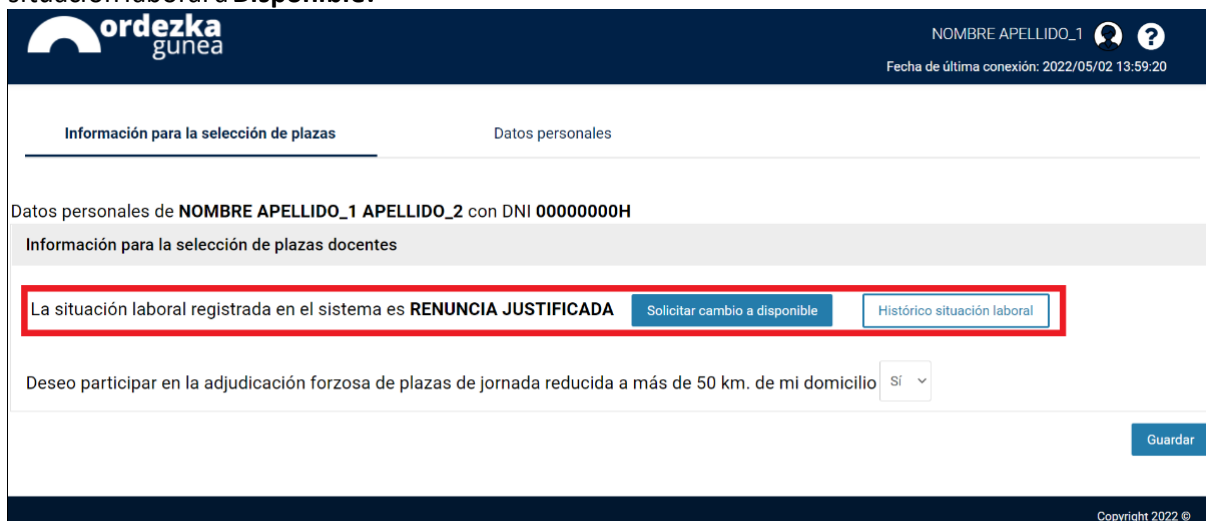 situación laboral a Disponible.
ordezka
gunea
NOMBRE APELLIDO_1
?
Fecha de última conexión: 2022/05/02 13:59:20
Información para la selección de plazas Datos personales
Datos personales de NOMBRE APELLIDO_1 APELLIDO_2 con DNI 00000000H
Información para la selección de plazas docentes
La situación laboral registrada en el sistema es RENUNCIA JUSTIFICADA Solicitar cambio a disponible Histórico situación laboral
Deseo participar en la adjudicación forzosa de plazas de jornada reducida a más de 50 km. de mi domicilio Sí
Guardar
Copyright 2022 ©